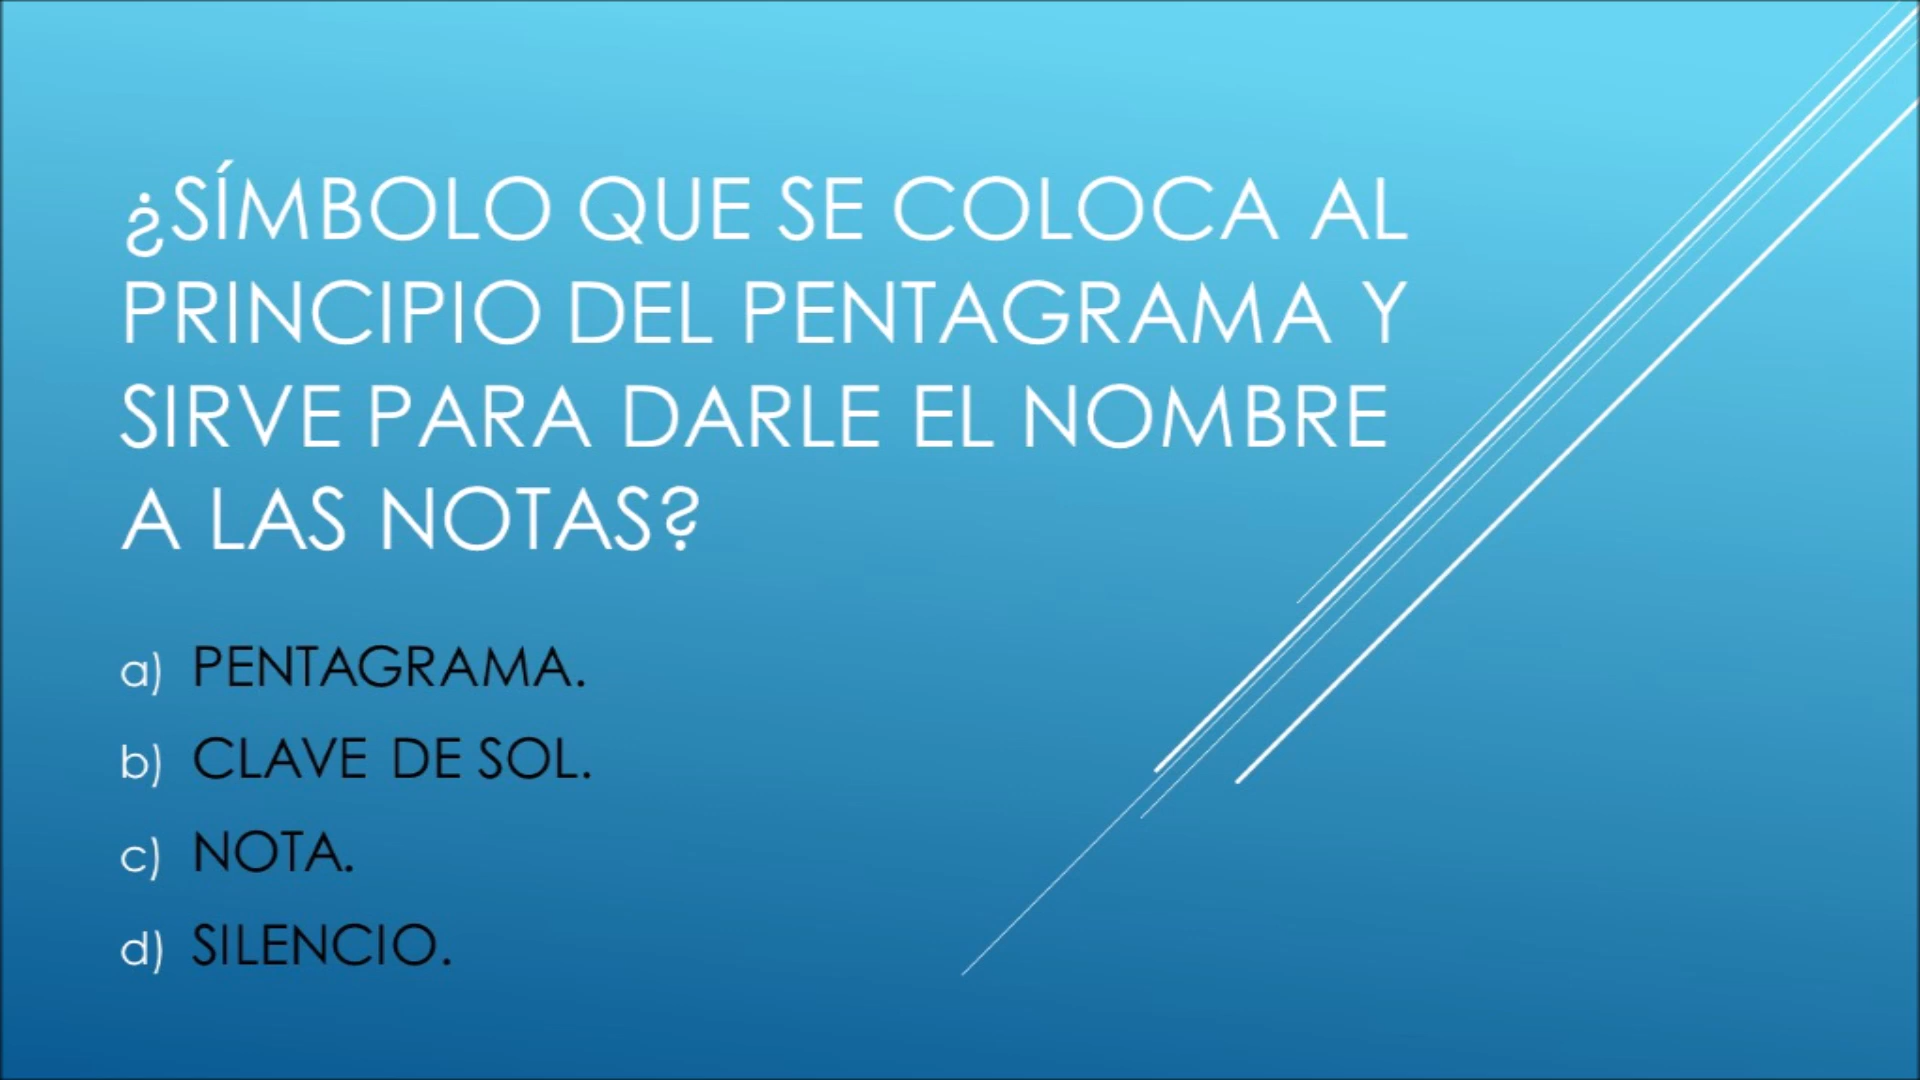 ¿SÍMBOLO QUE SE COLOCA AL
PRINCIPIO DEL PENTAGRAMA Y
SIRVE PARA DARLE EL NOMBRE
A LAS NOTAS?
a) PENTAGRAMA.
b) CLAVE DE SOL.
c) NOTA.
d) SILENCIO.